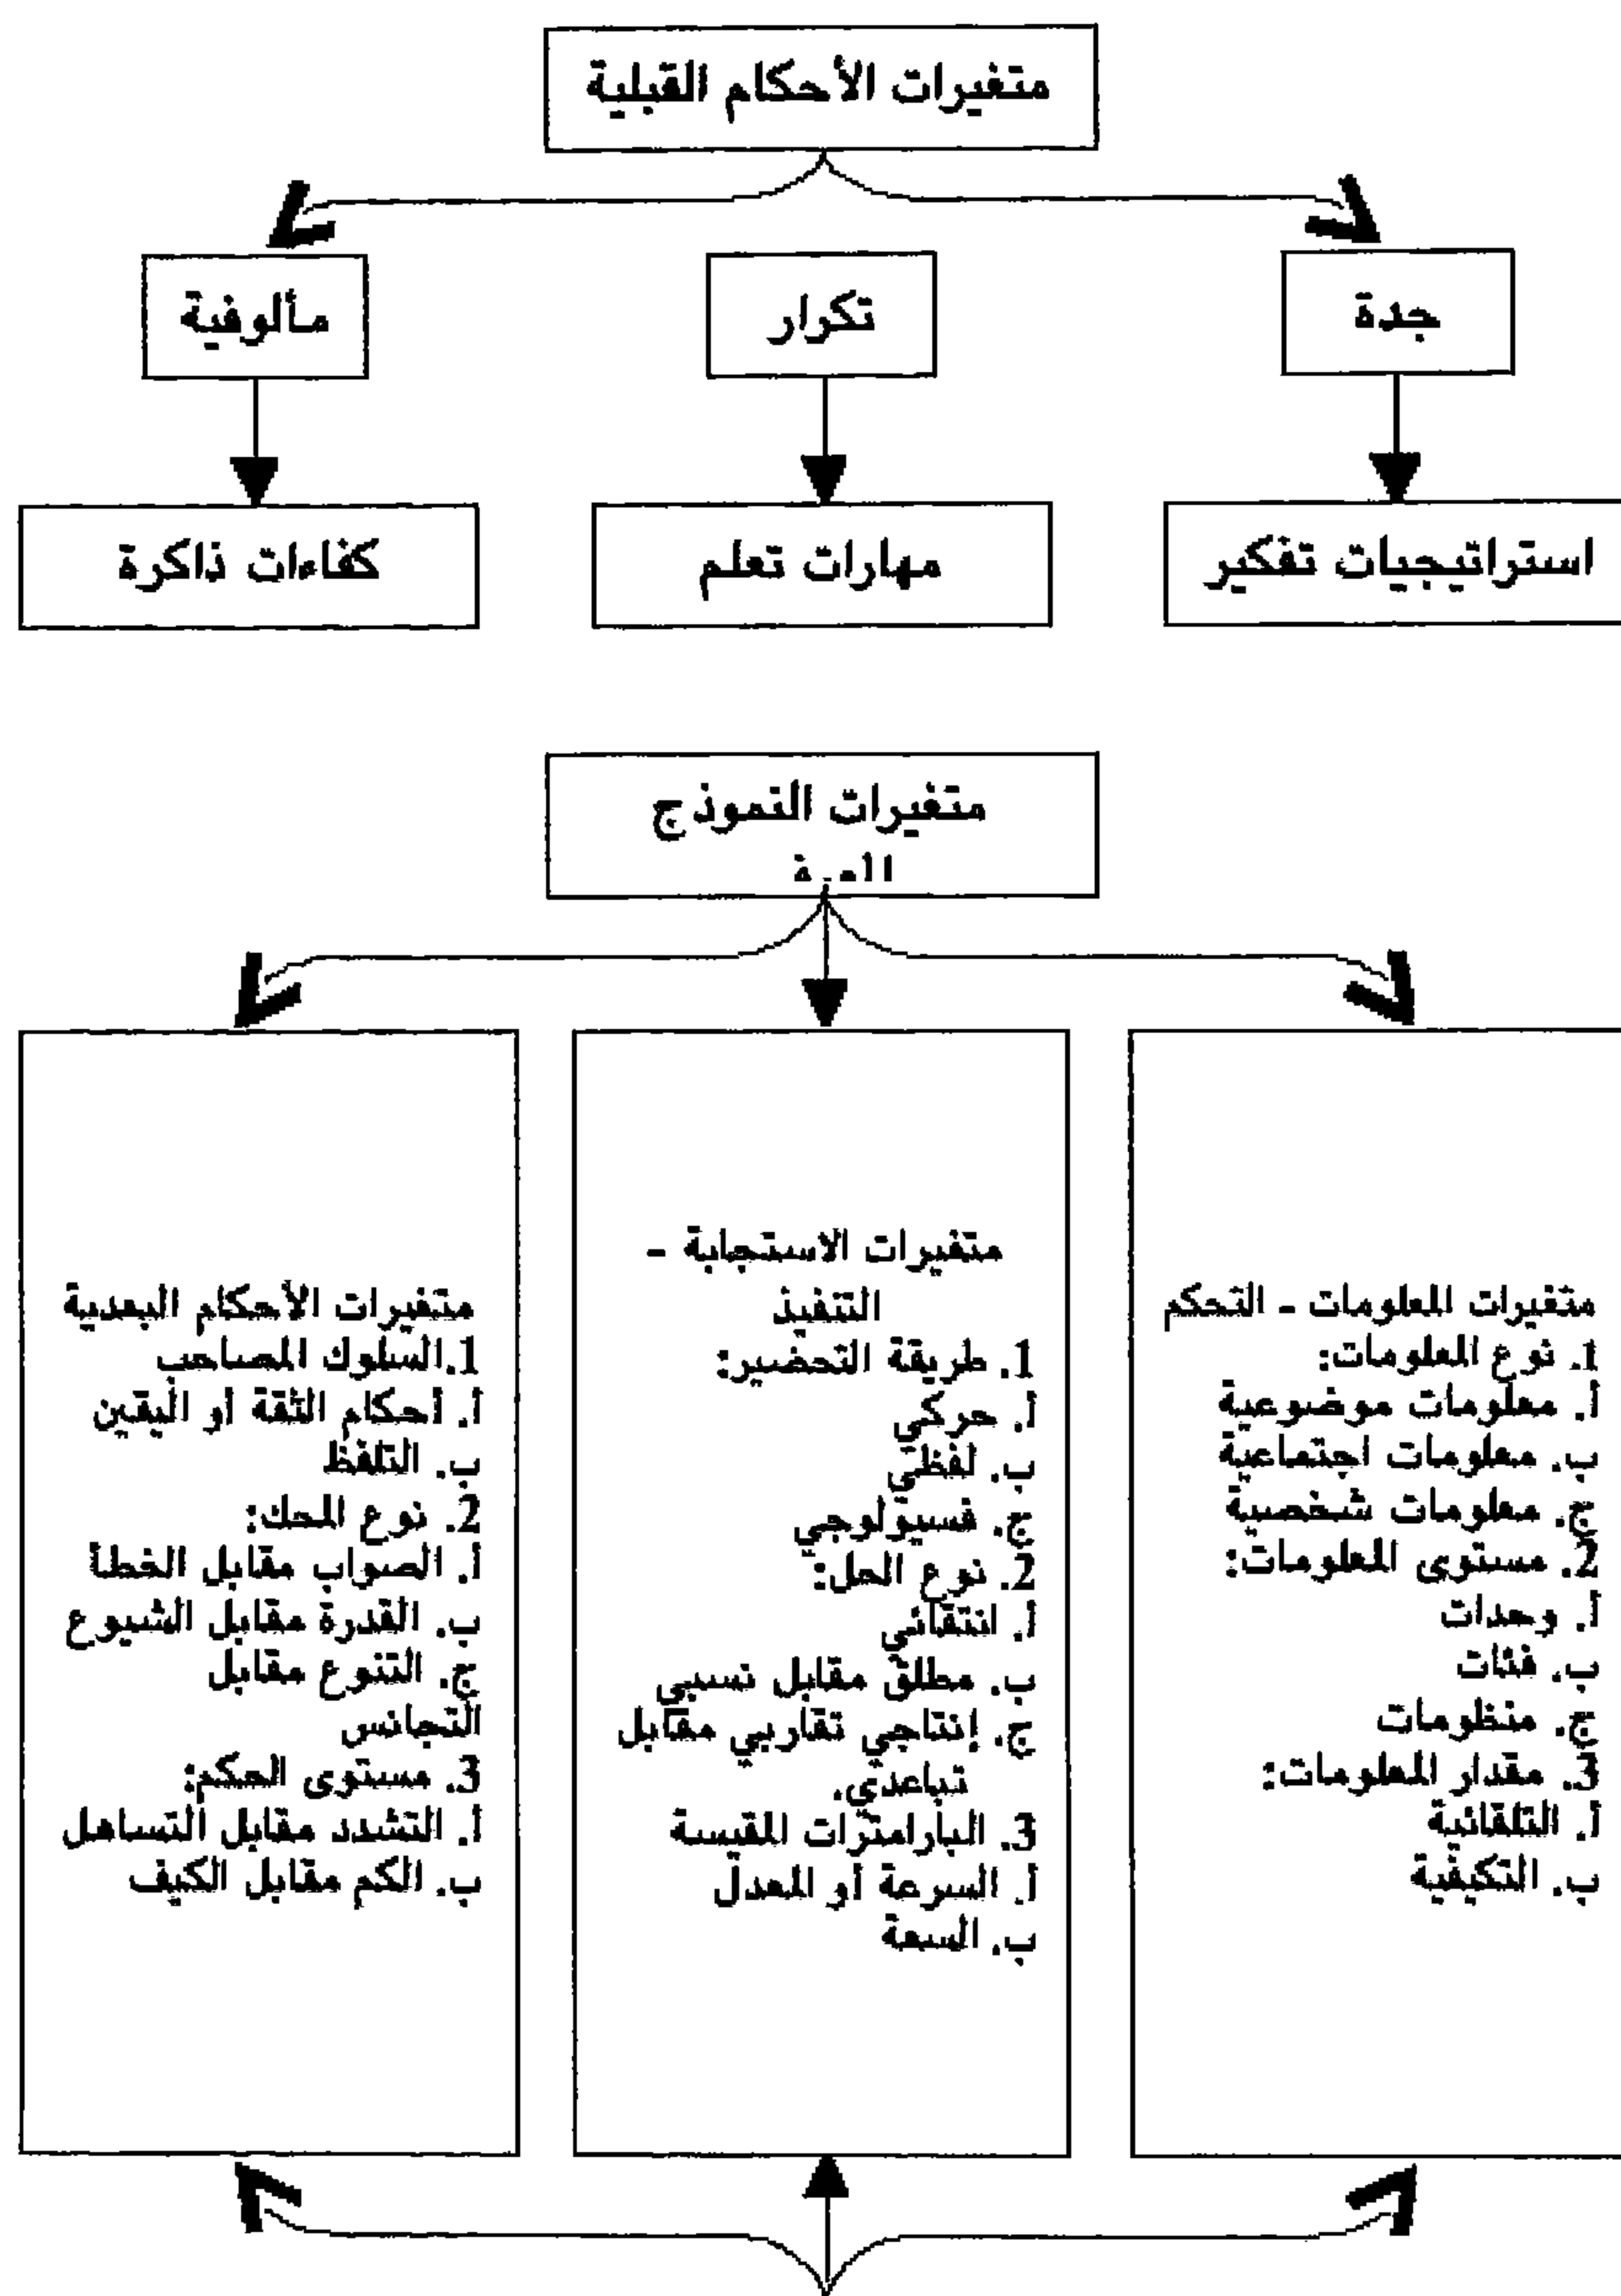 متغيرات الأحكام القبلية
جدة
تكرار
مألوفية
استراتيجيات تفكير
مهارات تعلم
كفاءات ذاكرة
متغيرات النموذج
متغيرات المعلومات - التحكم
1. نوع المعلومات:
أ. معلومات موضوعية
ب. معلومات اجتماعية
ج. معلومات شخصية
2. مستوى المعلومات:
أ. وحدات
ب. فئات
ج. منظومات
3. مقدار المعلومات:
أ. التلقائية
ب. التكيفية
متغيرات الاستجابة -
التنفيذ
1. طريقة التحضير:
أ. حركي
ب. لفظي
ج. فسيولوجي
2. نوع الحل:
أ. انتقائي
ب. مطلق مقابل نسبي
ج. إنتاجي تقاربي مقابل
تباعدي.
3. البارامترات المقيسة
أ. السرعة أو المعدل
ب. السعة
متغيرات الأحكام البعدية
1. السلوك المصاحب
أ. أحكام الثقة أو اليقين
ب. التلفظ
2. نوع المحك:
أ. الصواب مقابل الخطأ
ب. القدرة مقابل الشيوع
ج. التنوع مقابل
التجانس
3. مستوى الحكم:
أ. التشدد مقابل التساهل
ب. الكم مقابل الكيف